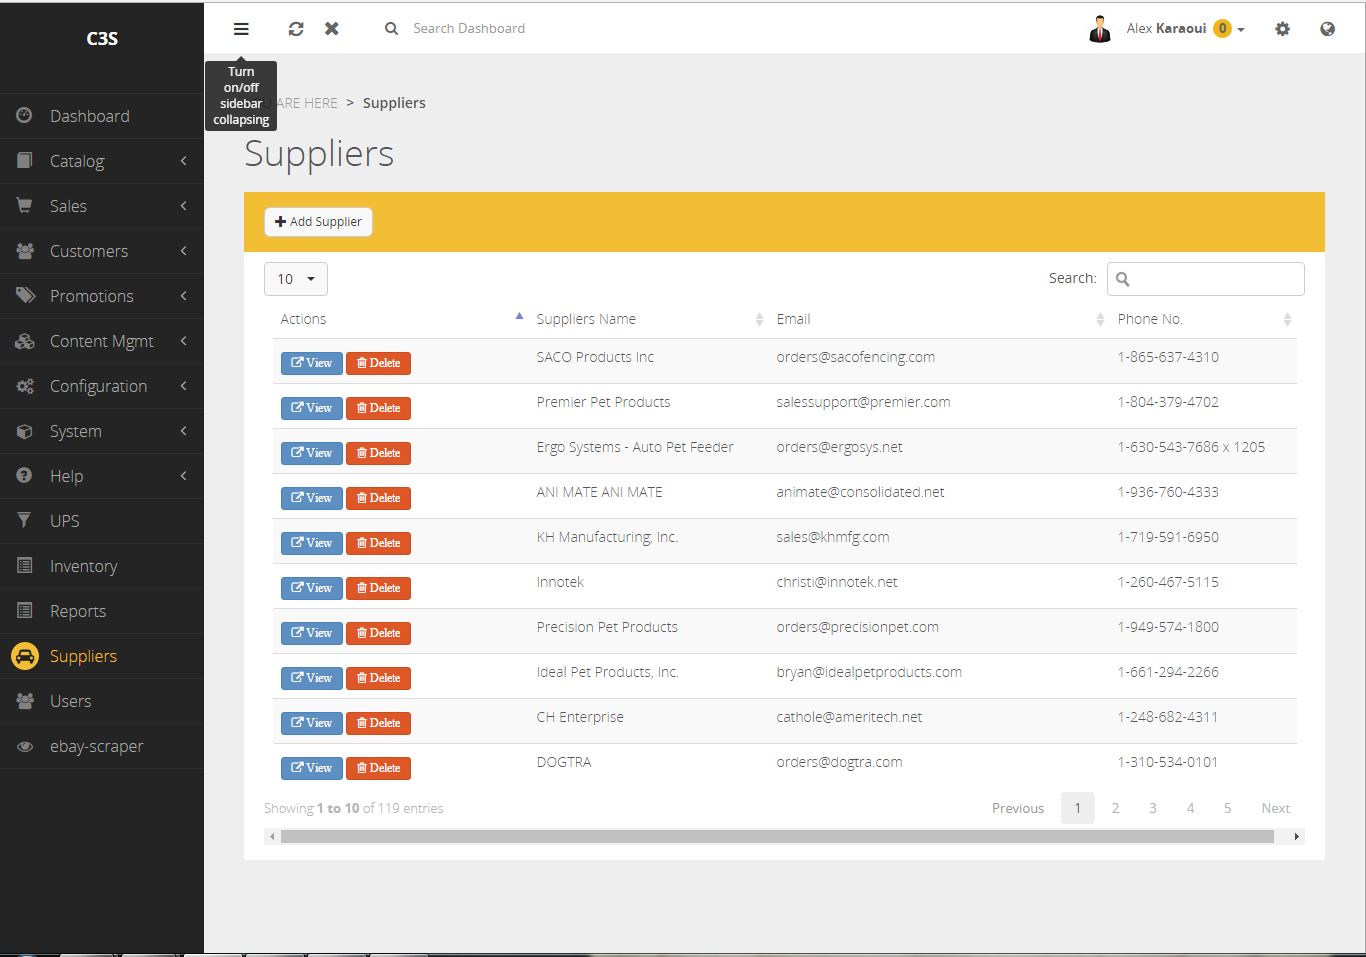 C3S
Search Dashboard
Alex Karaoui 0
Turn
on/off
sidebar
collapsing
ARE HERE > Suppliers
Suppliers
Dashboard
Catalog
Sales
Customers
Promotions
Content Mgmt
Configuration
System
Help
UPS
Inventory
Reports
Suppliers
Users
ebay-scraper
Add Supplier
10
Search:
Actions Suppliers Name Email Phone No.
View Delete SACO Products Inc orders@sacofencing.com 1-865-637-4310
View Delete Premier Pet Products salessupport@premier.com 1-804-379-4702
View Delete Ergo Systems - Auto Pet Feeder orders@ergosys.net 1-630-543-7686 x 1205
View Delete ANI MATE ANI MATE animate@consolidated.net 1-936-760-4333
View Delete KH Manufacturing, Inc. sales@khmfg.com 1-719-591-6950
View Delete Innotek christi@innotek.net 1-260-467-5115
View Delete Precision Pet Products orders@precisionpet.com 1-949-574-1800
View Delete Ideal Pet Products, Inc. bryan@idealpetproducts.com 1-661-294-2266
View Delete CH Enterprise cathole@ameritech.net 1-248-682-4311
View Delete DOGTRA orders@dogtra.com 1-310-534-0101
Showing 1 to 10 of 119 entries
Previous 1 2 3 4 5 Next